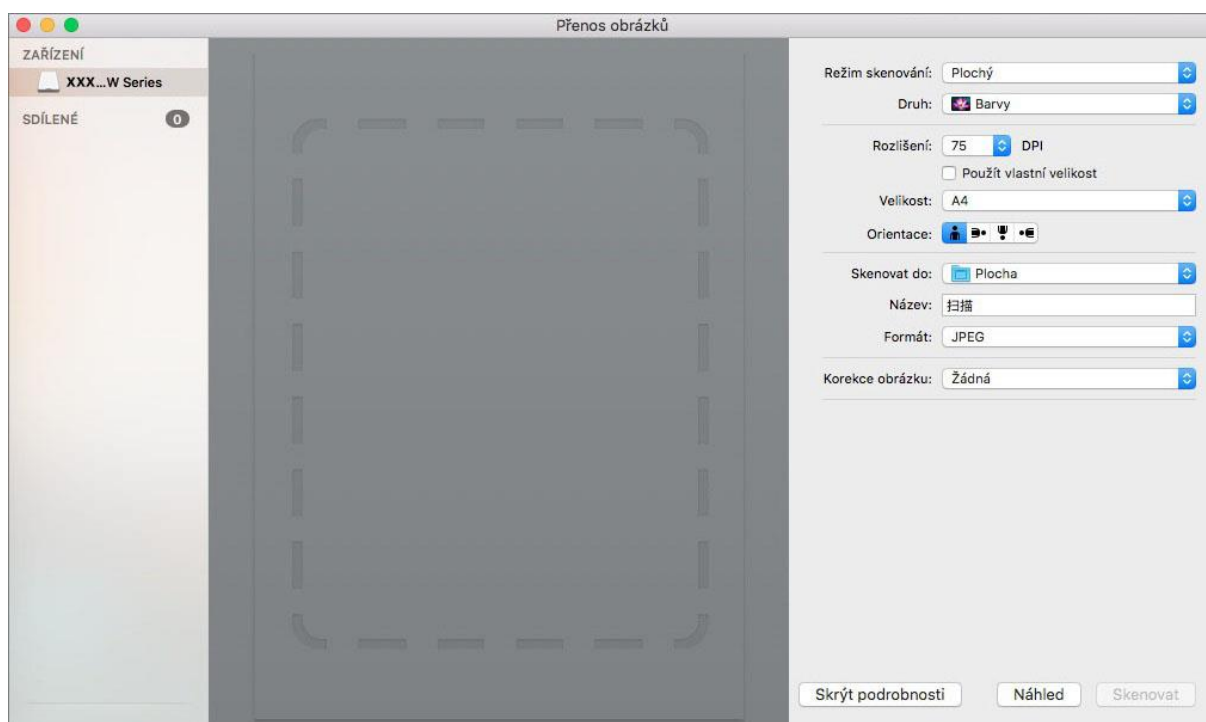 Přenos obrázků
ZAŘÍZENÍ
XXX...W Series
SDÍLENÉ 0
Režim skenování: Plochý
Druh: Barvy
Rozlišení: 75 DPI
Použít vlastní velikost
Velikost: A4
Orientace:
Skenovat do: Plocha
Název: 扫描
Formát: JPEG
Korekce obrázku: Žádná
Skrýt podrobnosti Náhled Skenovat